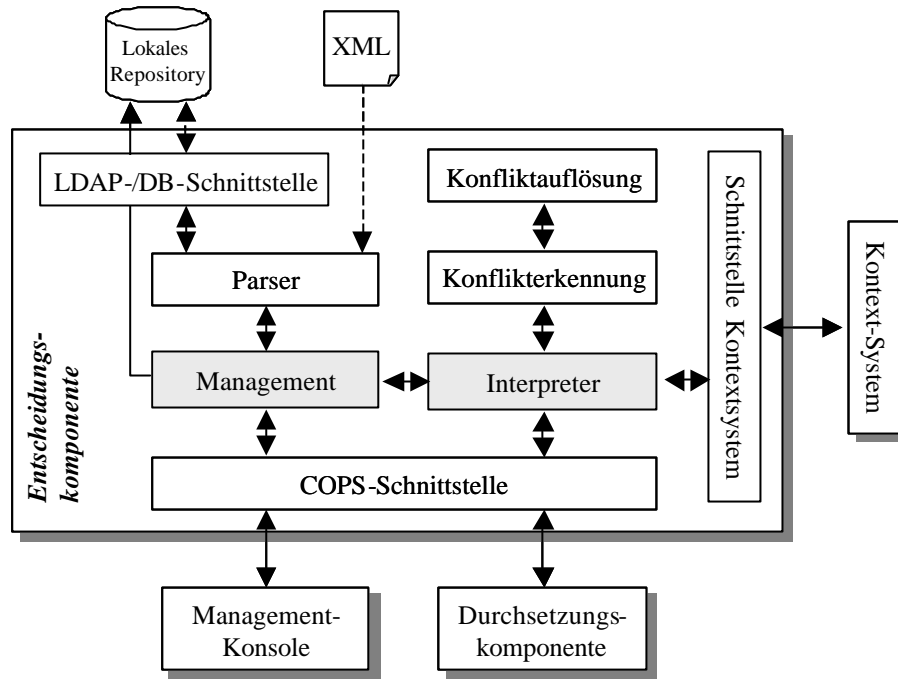 Lokales
Repository
XML
LDAP-/DB-Schnittstelle
Konfliktauflösung
Parser
Konflikterkennung
Management
Interpreter
COPS-Schnittstelle
Schnittstelle Kontextsystem
Kontext-System
Entscheidungs-
komponente
Management-
Konsole
Durchsetzungs-
komponente